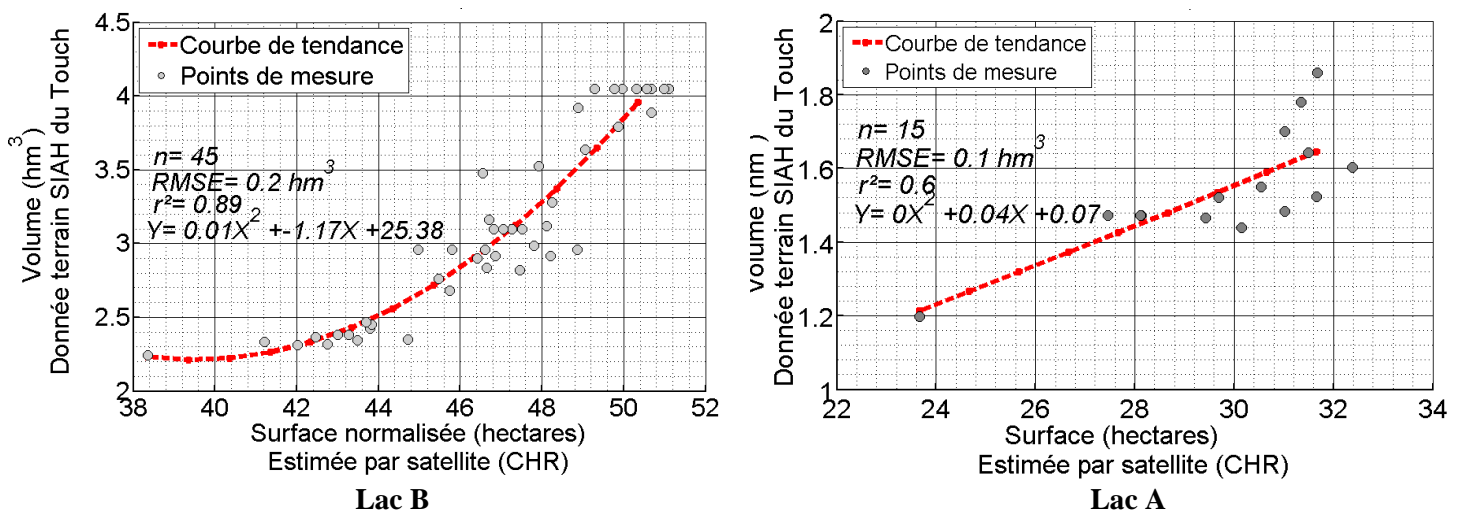 4.5
4
3.5
3
2.5
2
Volume (hm³)
Donnée terrain SIAH du Touch
Courbe de tendance
Points de mesure
n= 45
RMSE= 0.2 hm³
r²= 0.89
Y= 0.01X² +-1.17X +25.38
38 40 42 44 46 48 50 52
Surface normalisée (hectares)
Estimée par satellite (CHR)
Lac B
2
1.8
1.6
1.4
1.2
1
volume (nm )
Donnée terrain SIAH du Touch
Courbe de tendance
Points de mesure
n= 15
RMSE= 0.1 hm³
r²= 0.6
Y= 0X² +0.04X +0.07
22 24 26 28 30 32 34
Surface (hectares)
Estimée par satellite (CHR)
Lac A